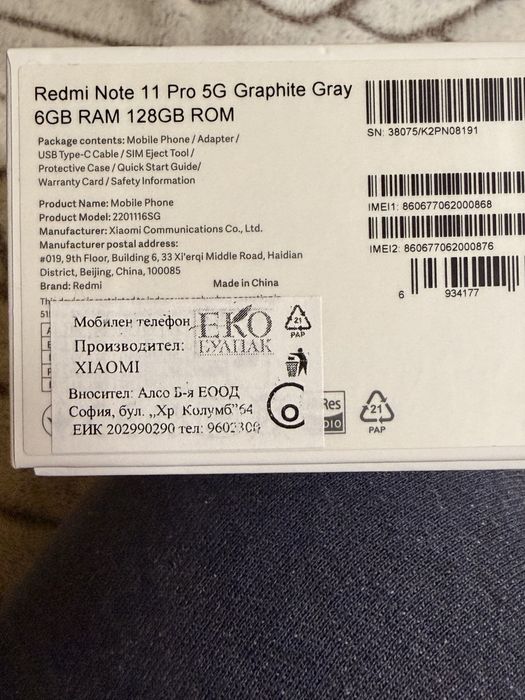 Redmi Note 11 Pro 5G Graphite Gray
6GB RAM 128GB ROM
Package contents: Mobile Phone / Adapter /
USB Type-C Cable / SIM Eject Tool /
Protective Case / Quick Start Guide/
Warranty Card / Safety Information
Product Name: Mobile Phone
Product Model: 2201116SG
Manufacturer: Xiaomi Communications Co., Ltd.
Manufacturer postal address:
#019, 9th Floor, Building 6, 33 Xi'erqi Middle Road, Haidian
District, Beijing, China, 100085
Brand: Redmi Made in China
SN: 38075/K2PN08191
IMEI1: 860677062000868
IMEI2: 860677062000876
6 934177
Мобилен телефон
Производител:
XIAOMI
ЕКО
БУЛПАК
21
PAP
Вносител: Алсо Б-я ЕООД
София, бул. „Хр Колумб"64
ЕИК 202990290 тел:
Res
DIO
21
PAP